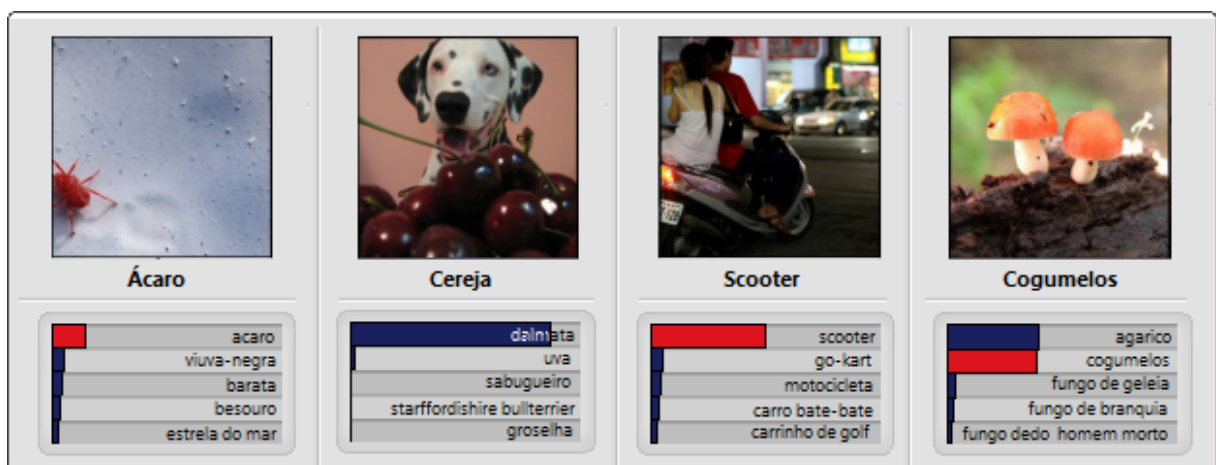 Ácaro
acaro
viuva-negra
barata
besouro
estrela do mar
Cereja
dalmata
uva
sabugueiro
starffordishire bullterrier
groselha
Scooter
scooter
go-kart
motocicleta
carro bate-bate
carrinho de golf
Cogumelos
agarico
cogumelos
fungo de geleia
fungo de branquia
fungo dedo homem morto